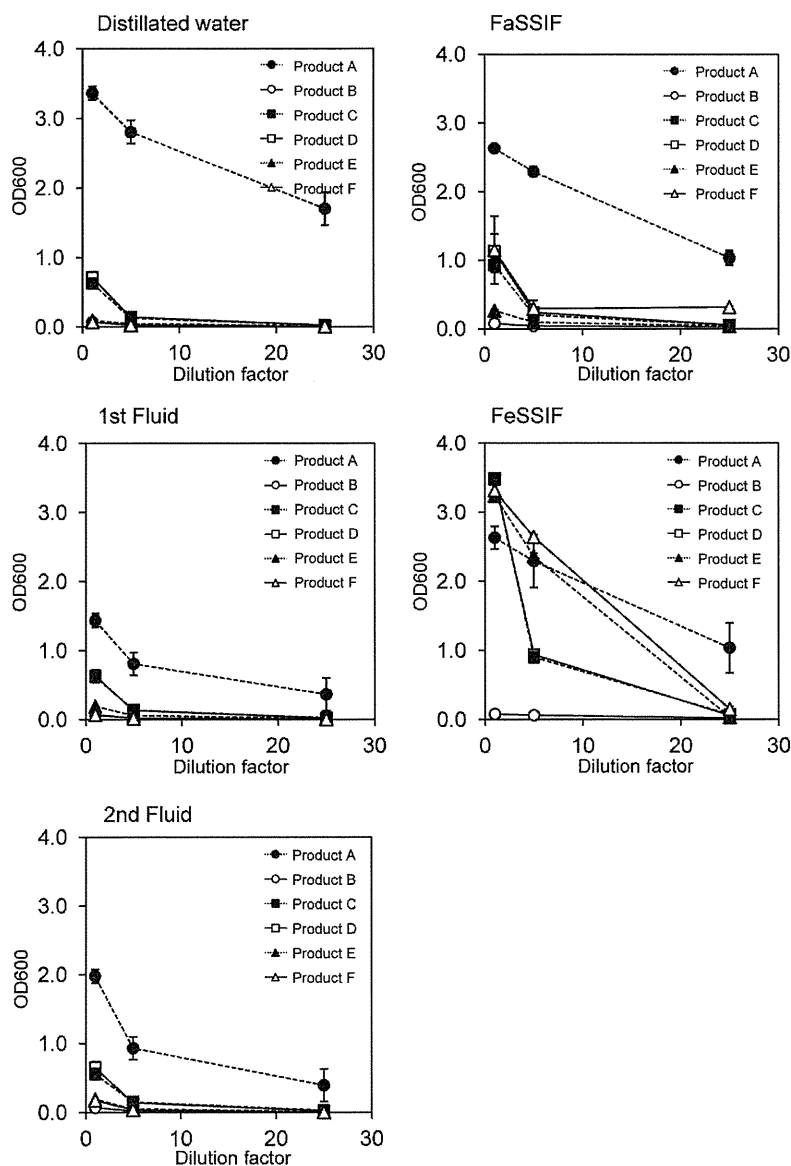 Distillated water
4.0
3.0
2.0
1.0
0.0
OD600
0
10
20
30
Dilution factor
Product A
Product B
Product C
Product D
Product E
Product F
FaSSIF
4.0
3.0
2.0
1.0
0.0
OD600
0
10
20
30
Dilution factor
Product A
Product B
Product C
Product D
Product E
Product F
1st Fluid
4.0
3.0
2.0
1.0
0.0
OD600
0
10
20
30
Dilution factor
Product A
Product B
Product C
Product D
Product E
Product F
FeSSIF
4.0
3.0
2.0
1.0
0.0
OD600
0
10
20
30
Dilution factor
Product A
Product B
Product C
Product D
Product E
Product F
2nd Fluid
4.0
3.0
2.0
1.0
0.0
OD600
0
10
20
30
Dilution factor
Product A
Product B
Product C
Product D
Product E
Product F